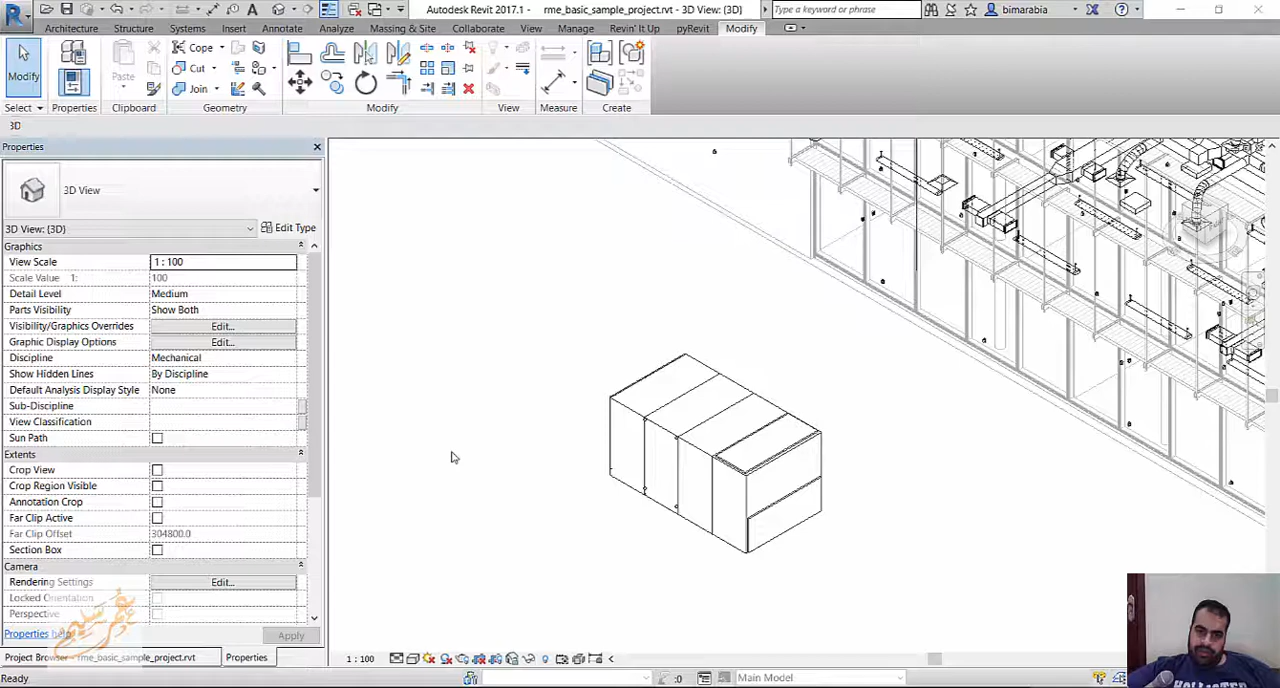 Autodesk Revit 2017.1 - rme_basic_sample_project.rvt - 3D View: {3D}
Type a keyword or phrase
bimarabia
Architecture Structure Systems Insert Annotate Analyze Massing & Site Collaborate View Manage Revin' It Up pyRevit Modify
Modify
Paste
Cope
Cut
Join
Select Properties Clipboard Geometry Modify View Measure Create
3D
Properties
3D View
3D View: {3D} Edit Type
Graphics
View Scale 1 : 100
Scale Value 1: 100
Detail Level Medium
Parts Visibility Show Both
Visibility/Graphics Overrides Edit...
Graphic Display Options Edit...
Discipline Mechanical
Show Hidden Lines By Discipline
Default Analysis Display Style None
Sub-Discipline
View Classification
Sun Path
Extents
Crop View
Crop Region Visible
Annotation Crop
Far Clip Active
Far Clip Offset 304800.0
Section Box
Camera
Rendering Settings Edit...
Locked Orientation
Perspective
Properties help Apply
Project Browser - rme_basic_sample_project.rvt Properties
1 : 100
Ready
:0
Main Model